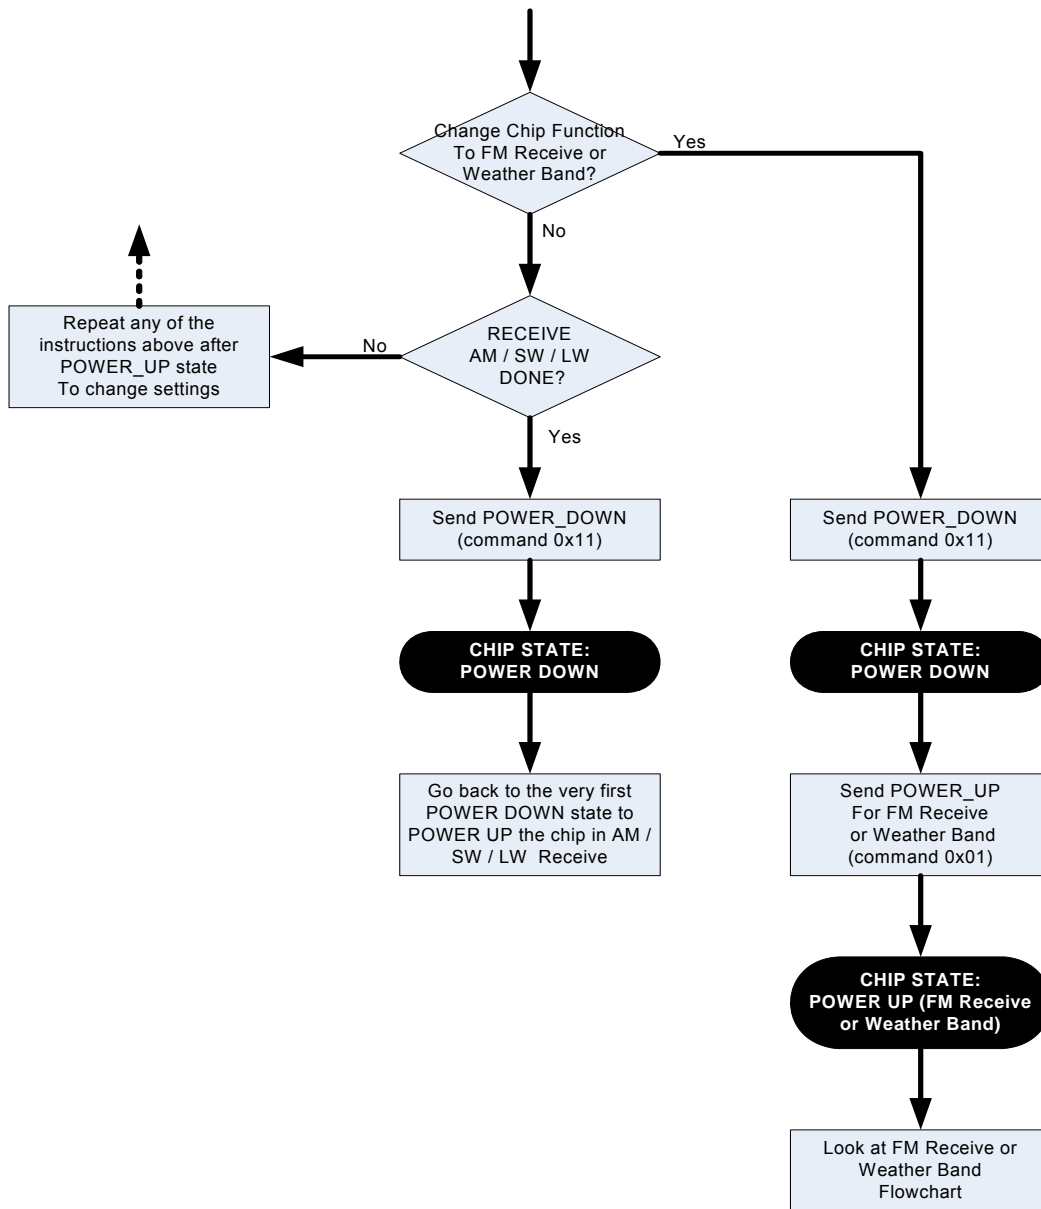 Change Chip Function
To FM Receive or
Weather Band?
Yes
No
RECEIVE
AM / SW / LW
DONE?
No
Repeat any of the
instructions above after
POWER_UP state
To change settings
Yes
Send POWER_DOWN
(command 0x11)
Send POWER_DOWN
(command 0x11)
CHIP STATE:
POWER DOWN
CHIP STATE:
POWER DOWN
Go back to the very first
POWER DOWN state to
POWER UP the chip in AM /
SW / LW  Receive
Send POWER_UP
For FM Receive
or Weather Band
(command 0x01)
CHIP STATE:
POWER UP (FM Receive
or Weather Band)
Look at FM Receive or
Weather Band
Flowchart